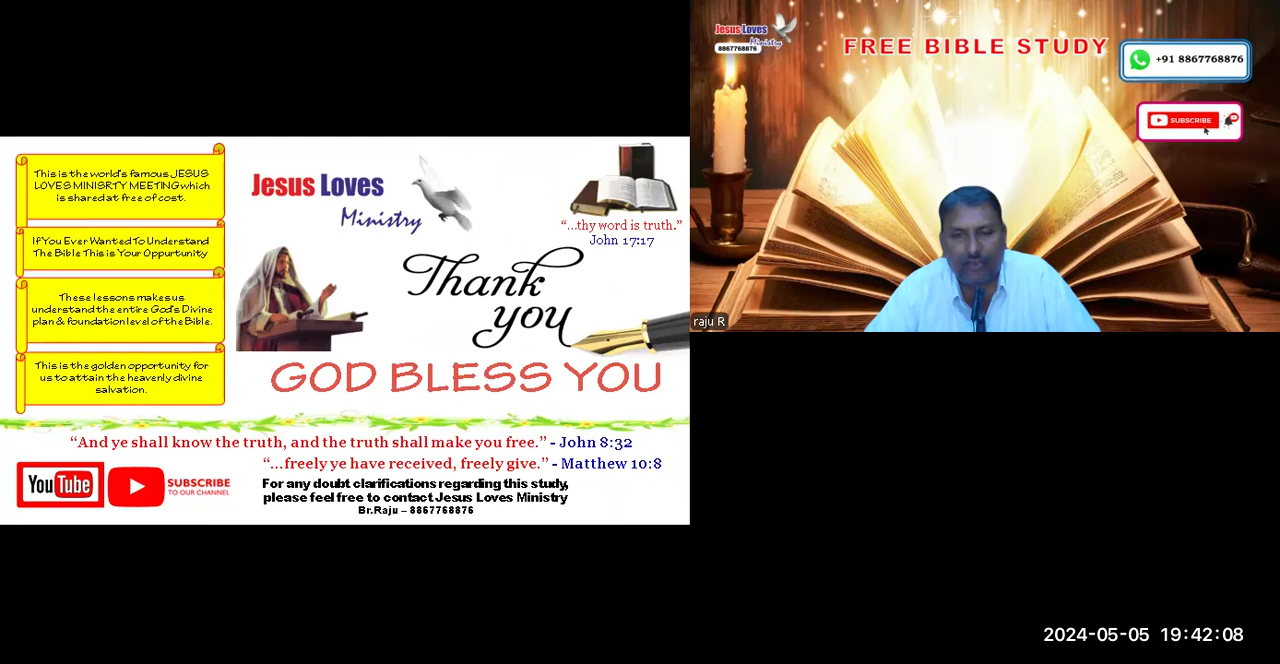 This is the world's famous JESUS
LOVES MINISRTY MEETING which
is shared at free of cost.
If You Ever Wanted To Understand
The Bible This is Your Oppurtunity
These lessons makes us
understand the entire God's Divine
plan & foundation level of the Bible.
This is the golden opportunity for
us to attain the heavenly divine
salvation.
Jesus Loves
Ministry
"...thy word is truth."
John 17:17
Thank
you
GOD BLESS YOU
"And ye shall know the truth, and the truth shall make you free." - John 8:32
"...freely ye have received, freely give." - Matthew 10:8
You Tube
SUBSCRIBE
TO OUR CHANNEL
For any doubt clarifications regarding this study,
please feel free to contact Jesus Loves Ministry
Br.Raju – 8867768876
Jesus Loves
Ministry
8867768876
FREE BIBLE STUDY
+91 8867768876
SUBSCRIBE
raju R
2024-05-05 19:42:08